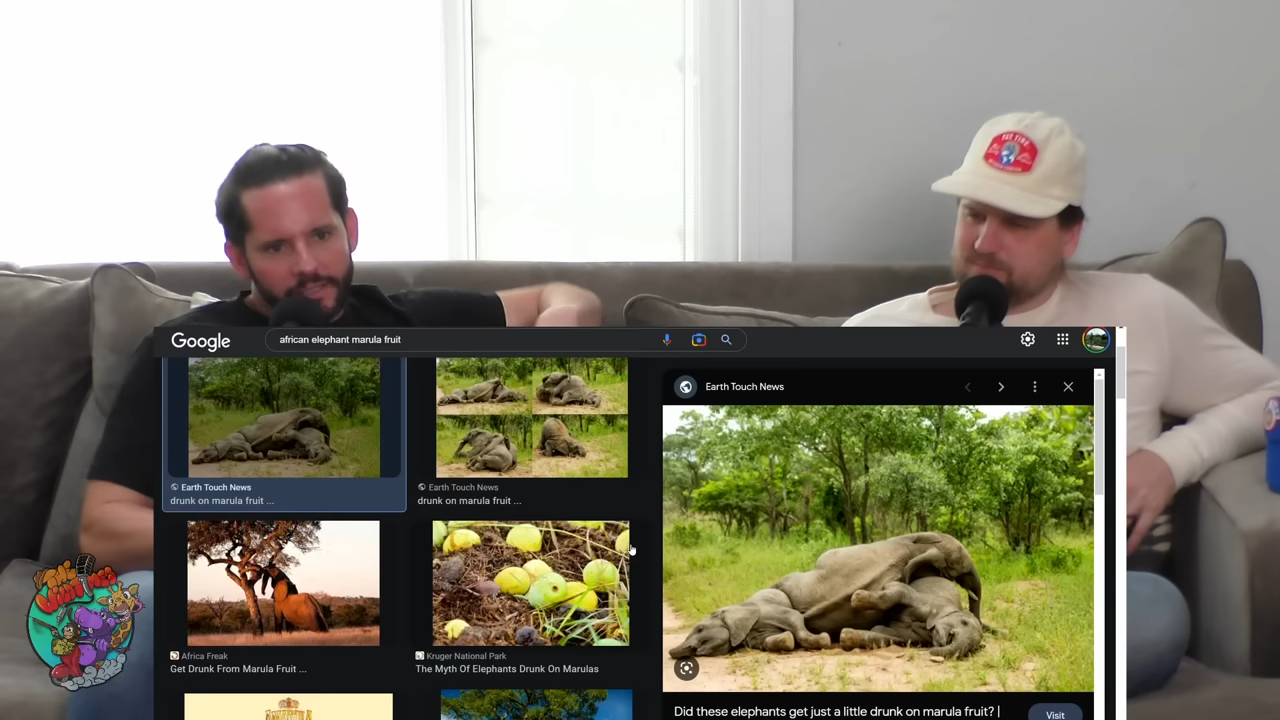 Google
african elephant marula fruit
Earth Touch News
Earth Touch News
drunk on marula fruit ...
Earth Touch News
drunk on marula fruit ...
Africa Freak
Get Drunk From Marula Fruit ...
Kruger National Park
The Myth Of Elephants Drunk On Marulas
Did these elephants get just a little drunk on marula fruit? |
Visit